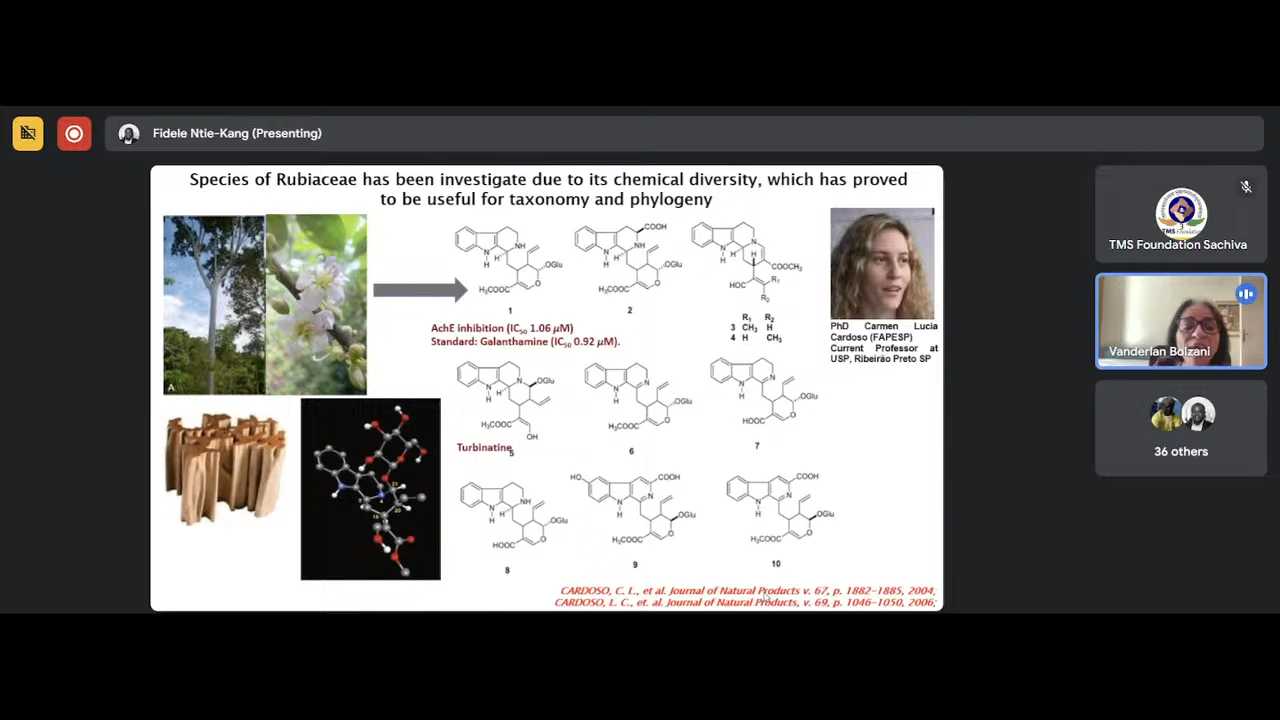 Fidele Ntie-Kang (Presenting)
Species of Rubiaceae has been investigate due to its chemical diversity, which has proved
to be useful for taxonomy and phylogeny
A
NH
N
H
H
OGlu
O
H₃COOC
1
COOH
NH
N
H
H
OGlu
O
H₃COOC
2
N
N
H
H
H
COOCH₃
HOC
R₁
R₂
R₁ R₂
3 CH₃ H
4 H CH₃
AchE inhibition (IC₅₀ 1.06 µM)
Standard: Galanthamine (IC₅₀ 0.92 µM).
PhD Carmen Lucia
Cardoso (FAPESP)
Current Professor at
USP, Ribeirão Preto SP
N
OGlu
N
H
H
H₃COOC
OH
Turbinatine
5
N
N
H
OGlu
O
H₃COOC
6
N
N
H
OGlu
O
HOOC
7
21
4
3
20
NH
N
H
H
OGlu
O
HOOC
8
HO
COOH
N
N
H
OGlu
O
H₃COOC
9
COOH
N
N
H
OGlu
O
H₃COOC
10
CARDOSO, C. L., et al. Journal of Natural Products v. 67, p. 1882-1885, 2004,
CARDOSO, L. C., et. al. Journal of Natural Products, v. 69, p. 1046-1050, 2006;
TMS Foundation Sachiva
Vanderlan Bolzani
36 others